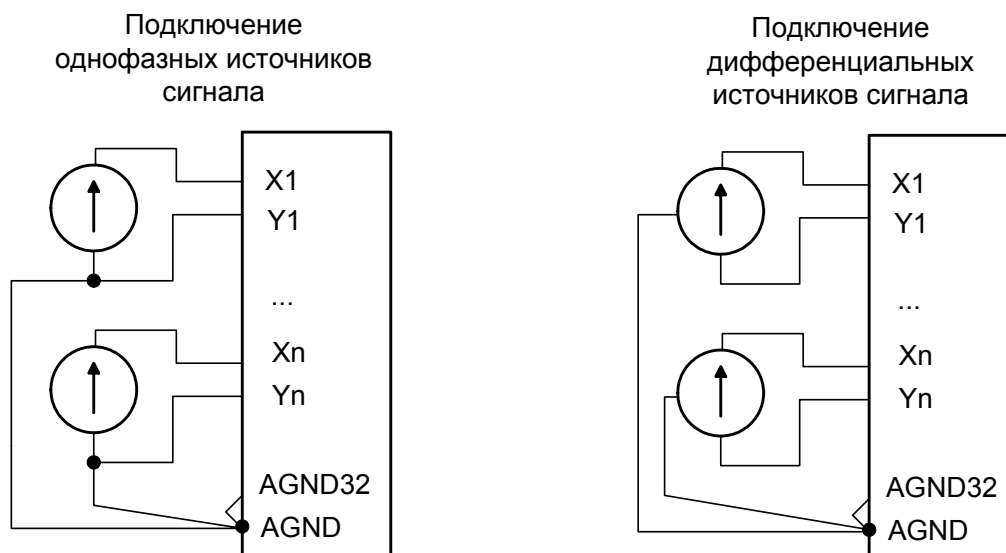 Подключение
однофазных источников
сигнала
X1
Y1
...
Xn
Yn
AGND32
AGND
Подключение
дифференциальных
источников сигнала
X1
Y1
...
Xn
Yn
AGND32
AGND